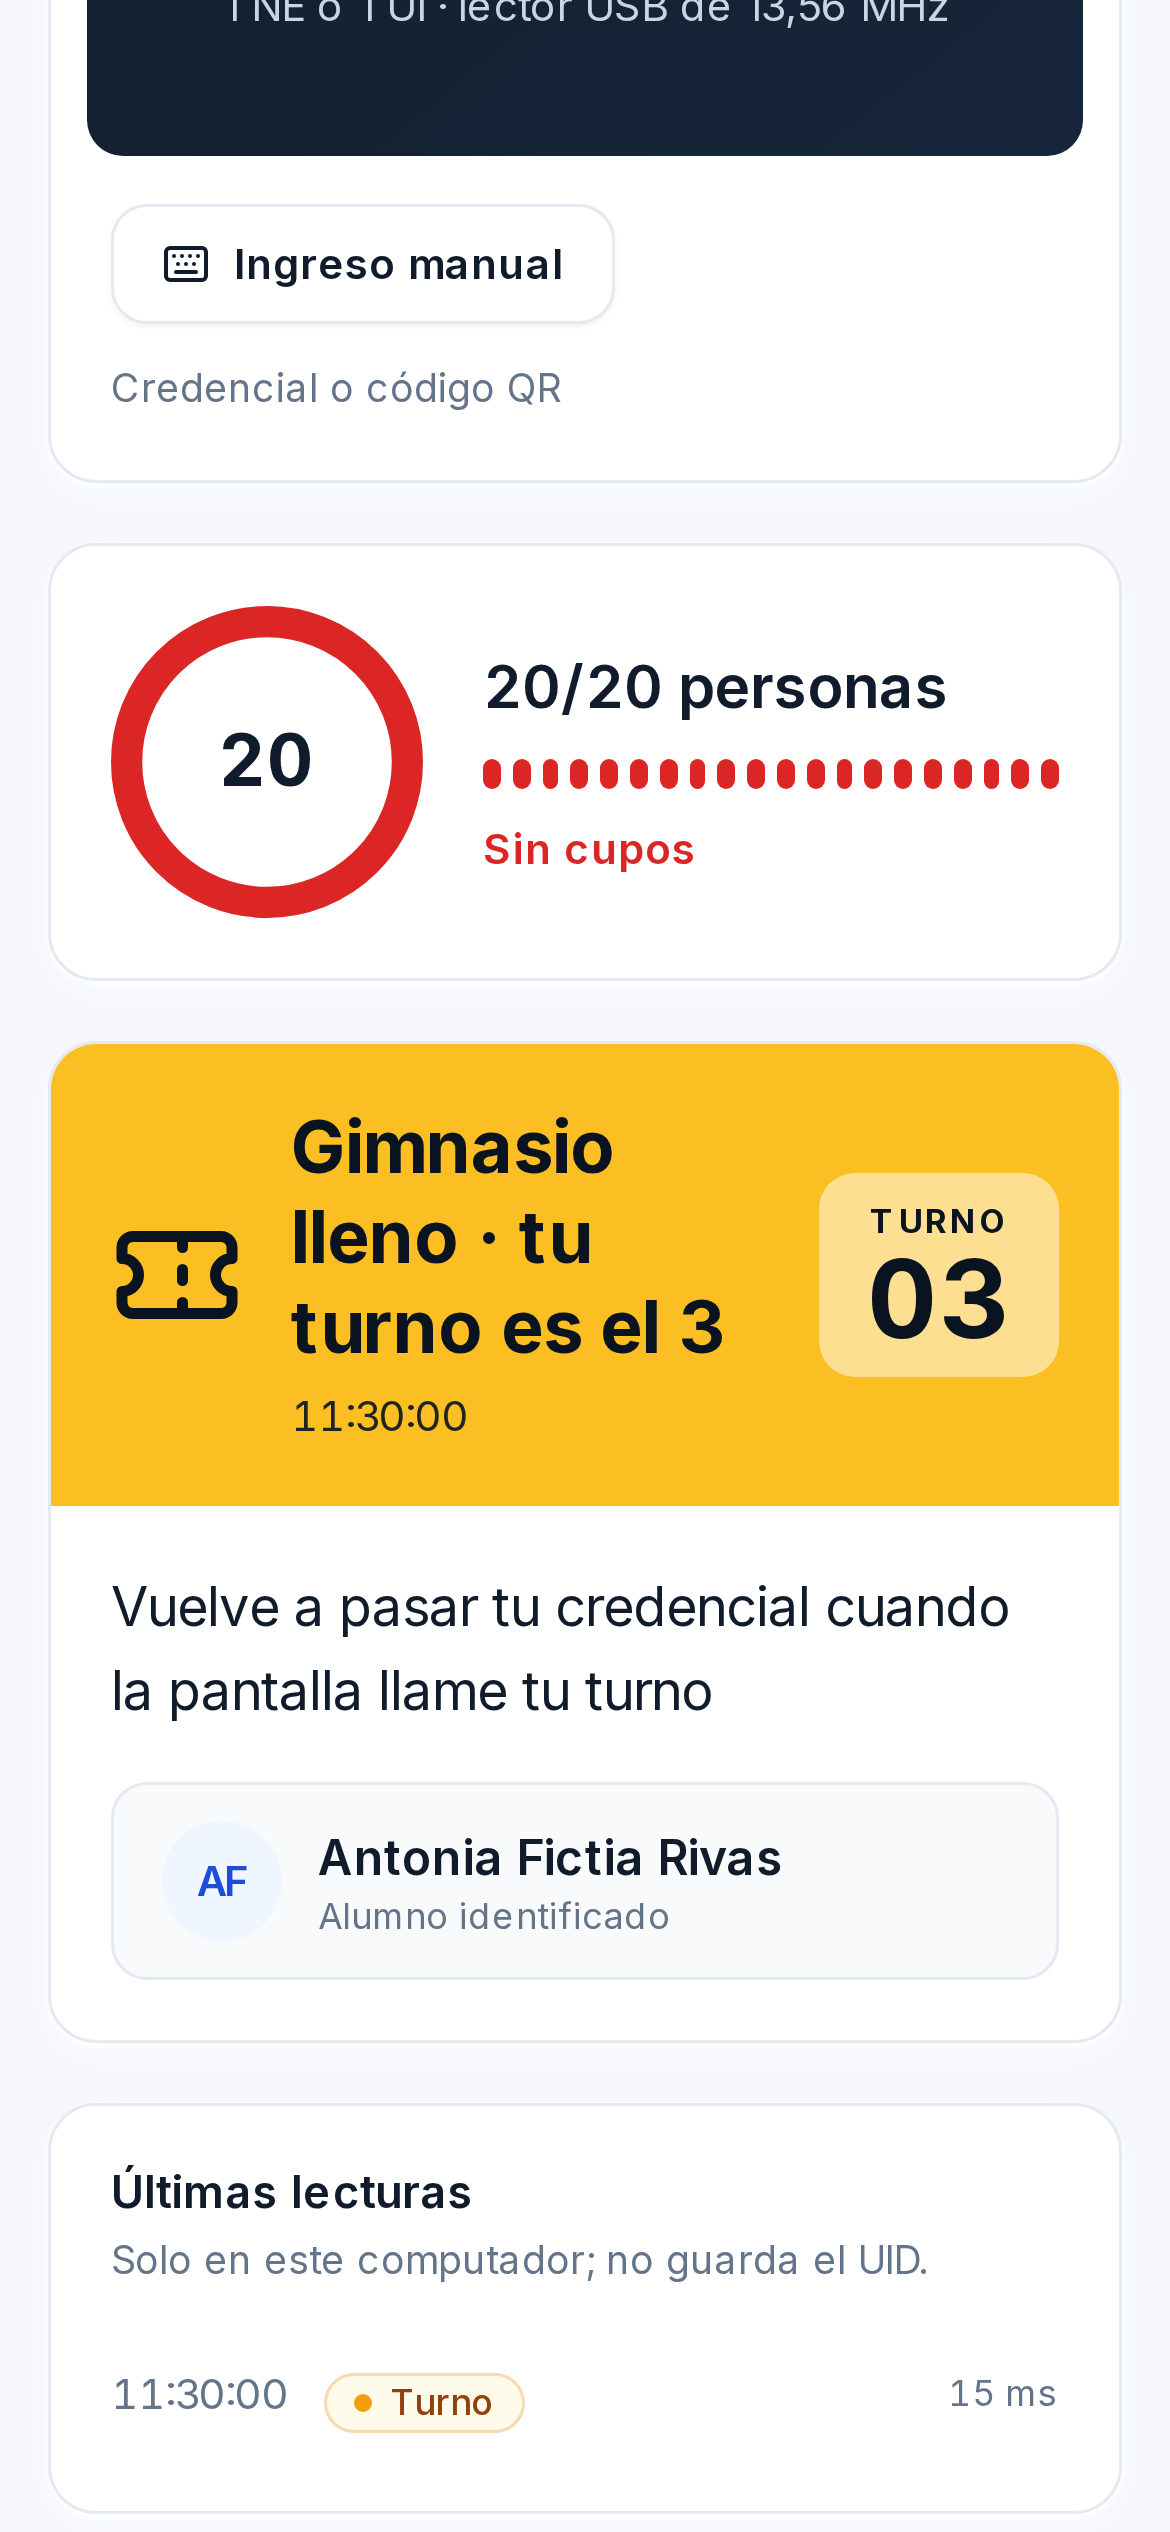 TNE o TUI · lector USB de 13,56 MHz
Ingreso manual
Credencial o código QR
20
20/20 personas
Sin cupos
Gimnasio
lleno · tu
turno es el 3
11:30:00
TURNO
03
Vuelve a pasar tu credencial cuando
la pantalla llame tu turno
AF
Antonia Fictia Rivas
Alumno identificado
Últimas lecturas
Solo en este computador; no guarda el UID.
11:30:00
Turno
15 ms